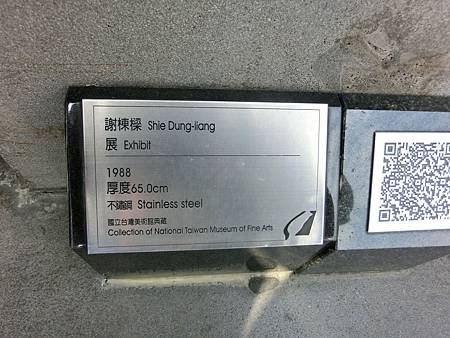 謝棟樑 Shie Dung-liang
展 Exhibit
1988
厚度65.0cm
不鏽鋼 Stainless steel
國立台灣美術館典藏
Collection of National Taiwan Museum of Fine Arts